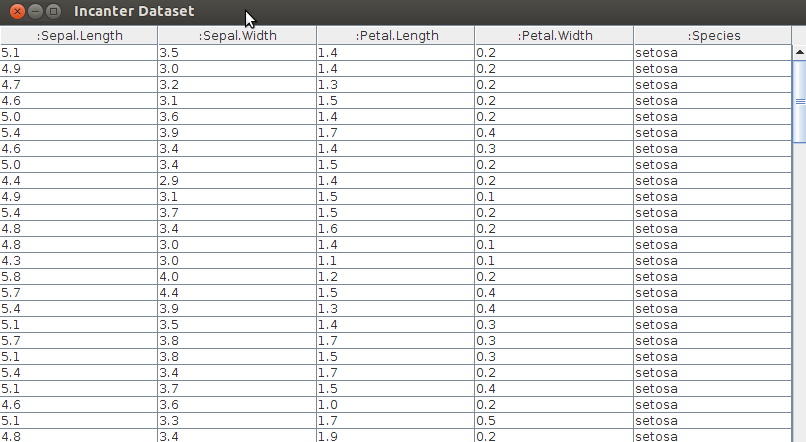 Incanter Dataset
:Sepal.Length :Sepal.Width :Petal.Length :Petal.Width :Species
5.1 3.5 1.4 0.2 setosa
4.9 3.0 1.4 0.2 setosa
4.7 3.2 1.3 0.2 setosa
4.6 3.1 1.5 0.2 setosa
5.0 3.6 1.4 0.2 setosa
5.4 3.9 1.7 0.4 setosa
4.6 3.4 1.4 0.3 setosa
5.0 3.4 1.5 0.2 setosa
4.4 2.9 1.4 0.2 setosa
4.9 3.1 1.5 0.1 setosa
5.4 3.7 1.5 0.2 setosa
4.8 3.4 1.6 0.2 setosa
4.8 3.0 1.4 0.1 setosa
4.3 3.0 1.1 0.1 setosa
5.8 4.0 1.2 0.2 setosa
5.7 4.4 1.5 0.4 setosa
5.4 3.9 1.3 0.4 setosa
5.1 3.5 1.4 0.3 setosa
5.7 3.8 1.7 0.3 setosa
5.1 3.8 1.5 0.3 setosa
5.4 3.4 1.7 0.2 setosa
5.1 3.7 1.5 0.4 setosa
4.6 3.6 1.0 0.2 setosa
5.1 3.3 1.7 0.5 setosa
4.8 3.4 1.9 0.2 setosa